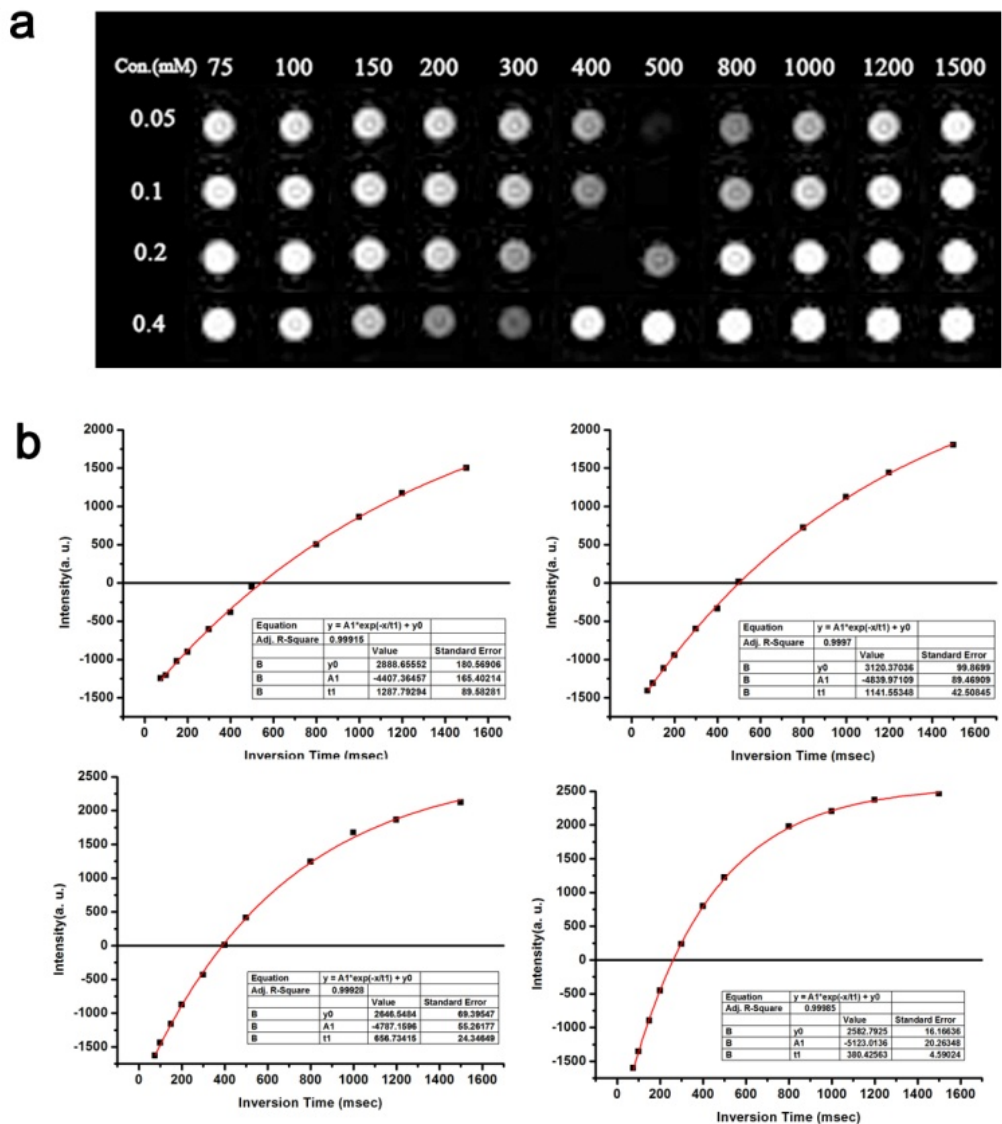 a
Con.(mM) 75 100 150 200 300 400 500 800 1000 1200 1500
0.05
0.1
0.2
0.4
b
2000
1500
1000
500
0
-500
-1000
-1500
Intensity(a. u.)
Equation y = A1*exp(-x/t1) + y0
Adj. R-Square 0.99915
Value Standard Error
B y0 2888.65552 180.56906
B A1 -4407.36457 165.40214
B t1 1287.79294 89.58281
0 200 400 600 800 1000 1200 1400 1600
Inversion Time (msec)
2000
1500
1000
500
0
-500
-1000
-1500
Intensity(a. u.)
Equation y = A1*exp(-x/t1) + y0
Adj. R-Square 0.9997
Value Standard Error
B y0 3120.37036 99.8699
B A1 -4839.97109 89.46909
B t1 1141.55348 42.50845
0 200 400 600 800 1000 1200 1400 1600
Inversion Time (msec)
2500
2000
1500
1000
500
0
-500
-1000
-1500
Intensity(a. u.)
Equation y = A1*exp(-x/t1) + y0
Adj. R-Square 0.99928
Value Standard Error
B y0 2646.5484 69.39547
B A1 -4787.1596 55.26177
B t1 656.73415 24.34649
0 200 400 600 800 1000 1200 1400 1600
Inversion Time (msec)
2500
2000
1500
1000
500
0
-500
-1000
-1500
Intensity(a. u.)
Equation y = A1*exp(-x/t1) + y0
Adj. R-Square 0.99985
Value Standard Error
B y0 2582.7925 16.16636
B A1 -5123.0136 20.26348
B t1 380.42563 4.59024
0 200 400 600 800 1000 1200 1400 1600
Inversion Time (msec)